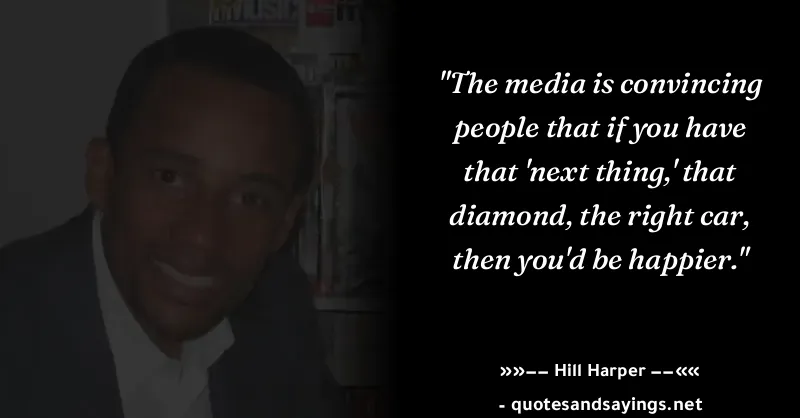 MUSIC
"The media is convincing
people that if you have
that 'next thing,' that
diamond, the right car,
then you'd be happier."
»»–– Hill Harper ––««
- quotesandsayings.net